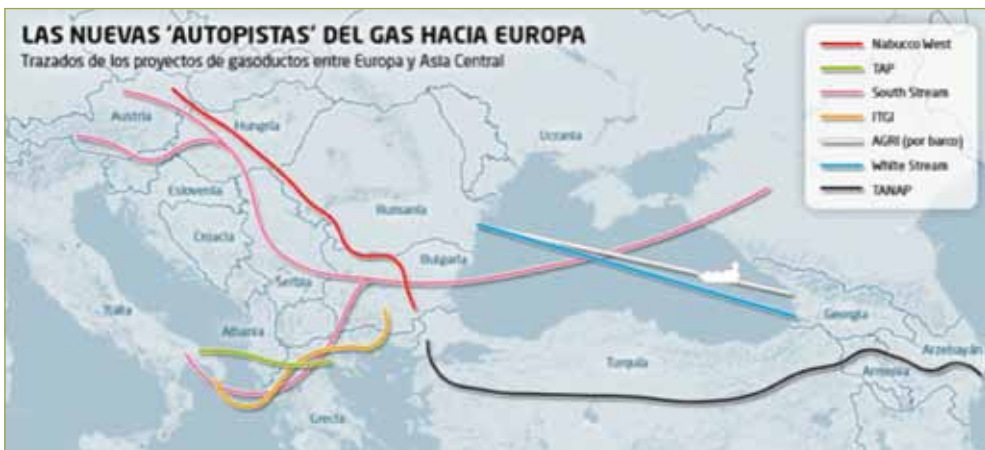 LAS NUEVAS 'AUTOPISTAS' DEL GAS HACIA EUROPA
Trazados de los proyectos de gasoductos entre Europa y Asia Central
Nabucco West
TAP
South Stream
ITGI
AGRI (por barco)
White Stream
TANAP
Austria
Hungría
Ucrania
Eslovenia
Rumanía
Croacia
Bulgaria
Serbia
Italia
Georgia
Albania
Turquía
Arzebayán
Armenia
Grecia